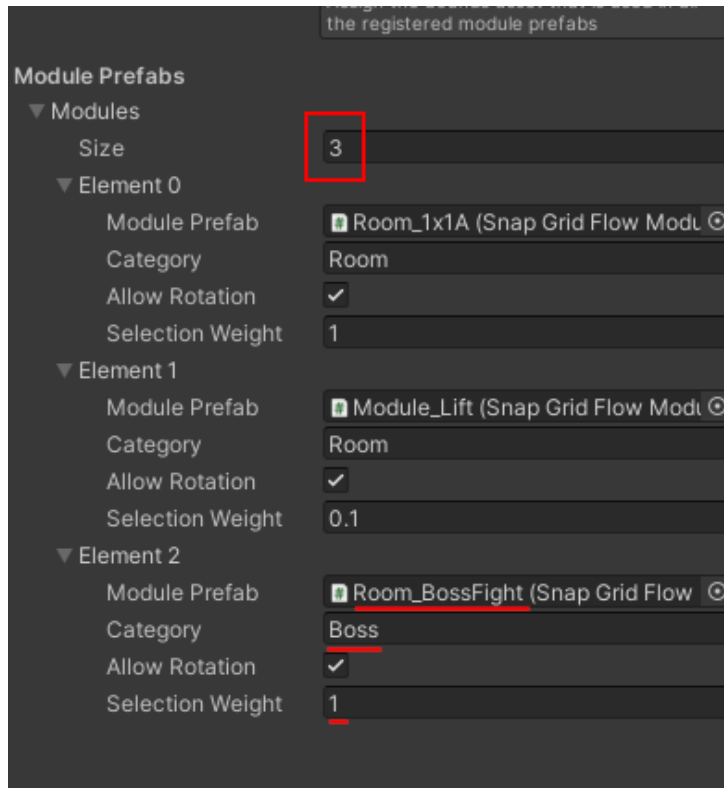 the registered module prefabs
Module Prefabs
Modules
Size 3
Element 0
Module Prefab Room_1x1A (Snap Grid Flow Modu
Category Room
Allow Rotation
Selection Weight 1
Element 1
Module Prefab Module_Lift (Snap Grid Flow Modu
Category Room
Allow Rotation
Selection Weight 0.1
Element 2
Module Prefab Room_BossFight (Snap Grid Flow
Category Boss
Allow Rotation
Selection Weight 1